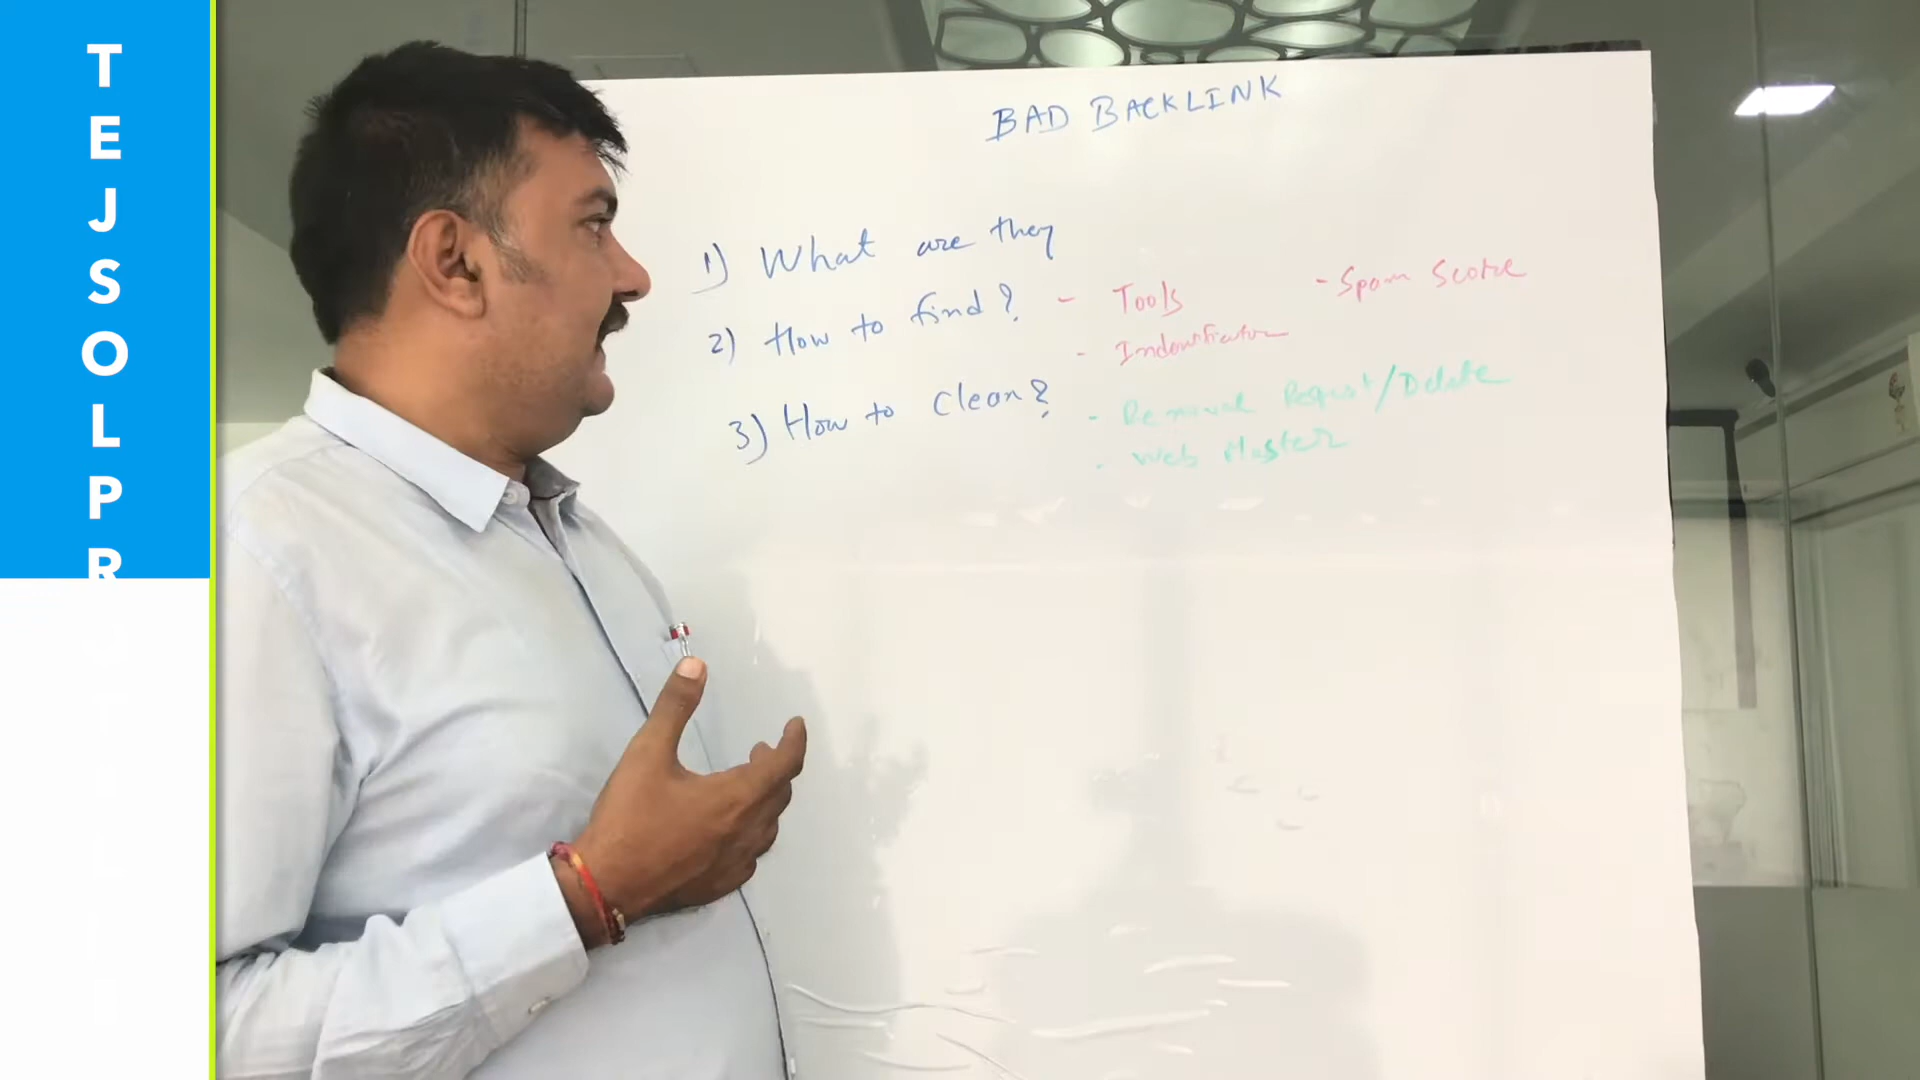 TEJSOLPR
BAD BACKLINK
1) What are they
2) How to find? - Tools - Spam Score
- Indentification
3) How to Clean? - Removal Request/Delete
- Web Master